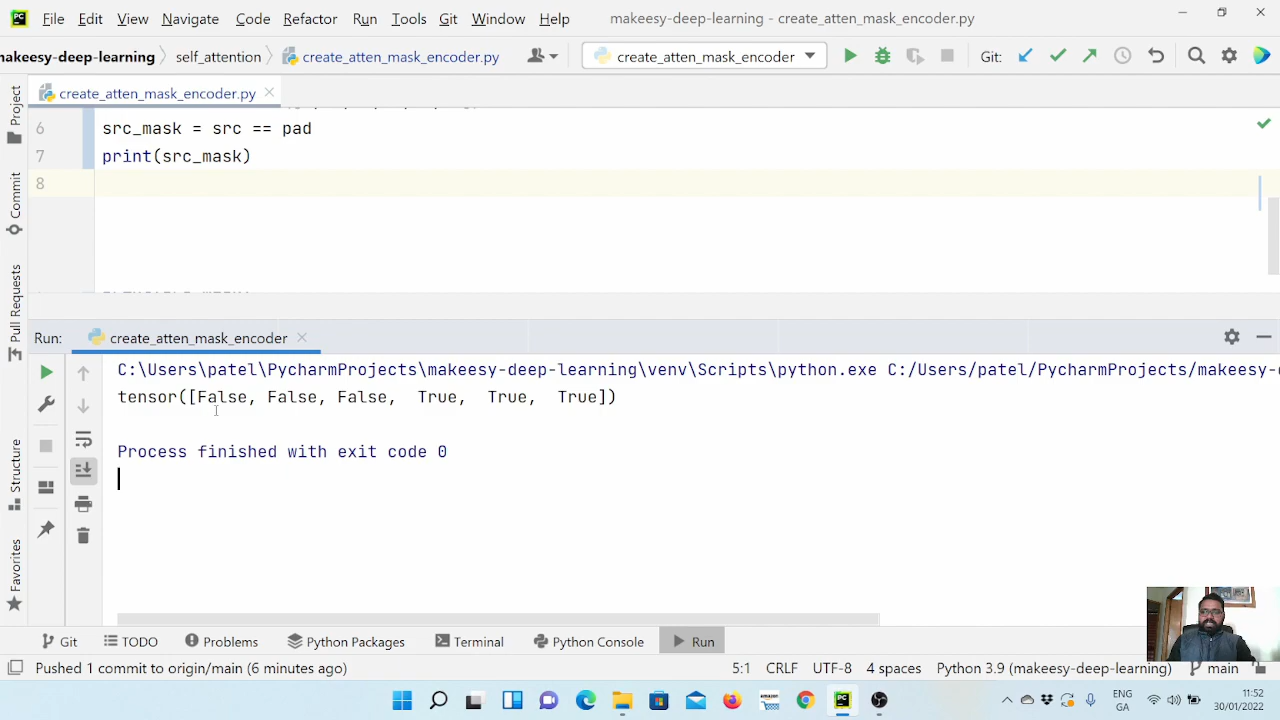 PC File Edit View Navigate Code Refactor Run Tools Git Window Help makeesy-deep-learning - create_atten_mask_encoder.py
makeesy-deep-learning self_attention create_atten_mask_encoder.py create_atten_mask_encoder Git:
create_atten_mask_encoder.py
Project
Commit
Pull Requests
Structure
Favorites
6 src_mask = src == pad
7 print(src_mask)
8
Run: create_atten_mask_encoder
C:\Users\patel\PycharmProjects\makeesy-deep-learning\venv\Scripts\python.exe C:/Users/patel/PycharmProjects/makeesy-
tensor([False, False, False, True, True, True])
Process finished with exit code 0
Git TODO Problems Python Packages Terminal Python Console Run
Pushed 1 commit to origin/main (6 minutes ago) 5:1 CRLF UTF-8 4 spaces Python 3.9 (makeesy-deep-learning) main
amazon PC ENG 11:52
GA 30/01/2022